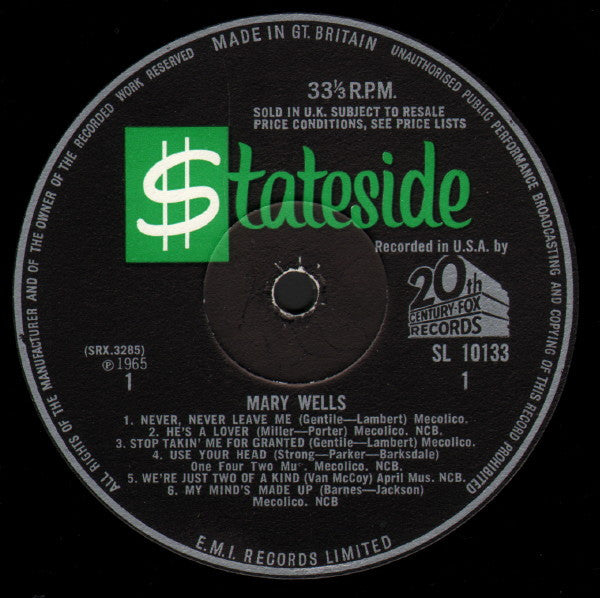 MADE IN GT. BRITAIN
UNAUTHORISED PUBLIC PERFORMANCE BROADCASTING AND COPYING OF THIS RECORD PROHIBITED
ALL RIGHTS OF THE MANUFACTURER AND OF THE OWNER OF THE RECORDED WORK RESERVED
33⅓ R.P.M.
SOLD IN U.K. SUBJECT TO RESALE
PRICE CONDITIONS, SEE PRICE LISTS
$tateside
Recorded in U.S.A. by
20th
CENTURY-FOX
RECORDS
(SRX.3285)
℗ 1965
1
SL 10133
1
MARY WELLS
1. NEVER, NEVER LEAVE ME (Gentile—Lambert) Mecolico.
2. HE'S A LOVER (Miller—Porter) Mecolico. NCB.
3. STOP TAKIN' ME FOR GRANTED (Gentile—Lambert) Mecolico.
4. USE YOUR HEAD (Strong—Parker—Barksdale)
One Four Two Mecolico. NCB.
5. WE'RE JUST TWO OF A KIND (Van McCoy) April Mus. NCB.
6. MY MIND'S MADE UP (Barnes—Jackson)
Mecolico. NCB
E.M.I. RECORDS LIMITED